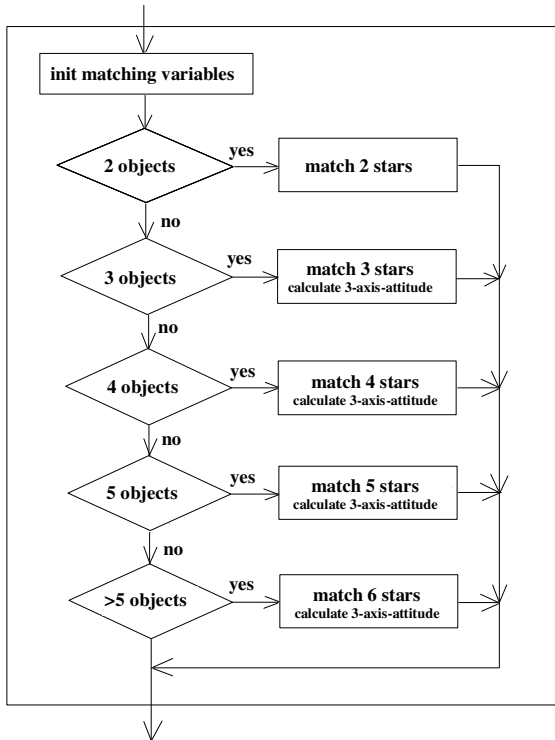 init matching variables
2 objects
yes
match 2 stars
no
3 objects
yes
match 3 stars
calculate 3-axis-attitude
no
4 objects
yes
match 4 stars
calculate 3-axis-attitude
no
5 objects
yes
match 5 stars
calculate 3-axis-attitude
no
>5 objects
yes
match 6 stars
calculate 3-axis-attitude